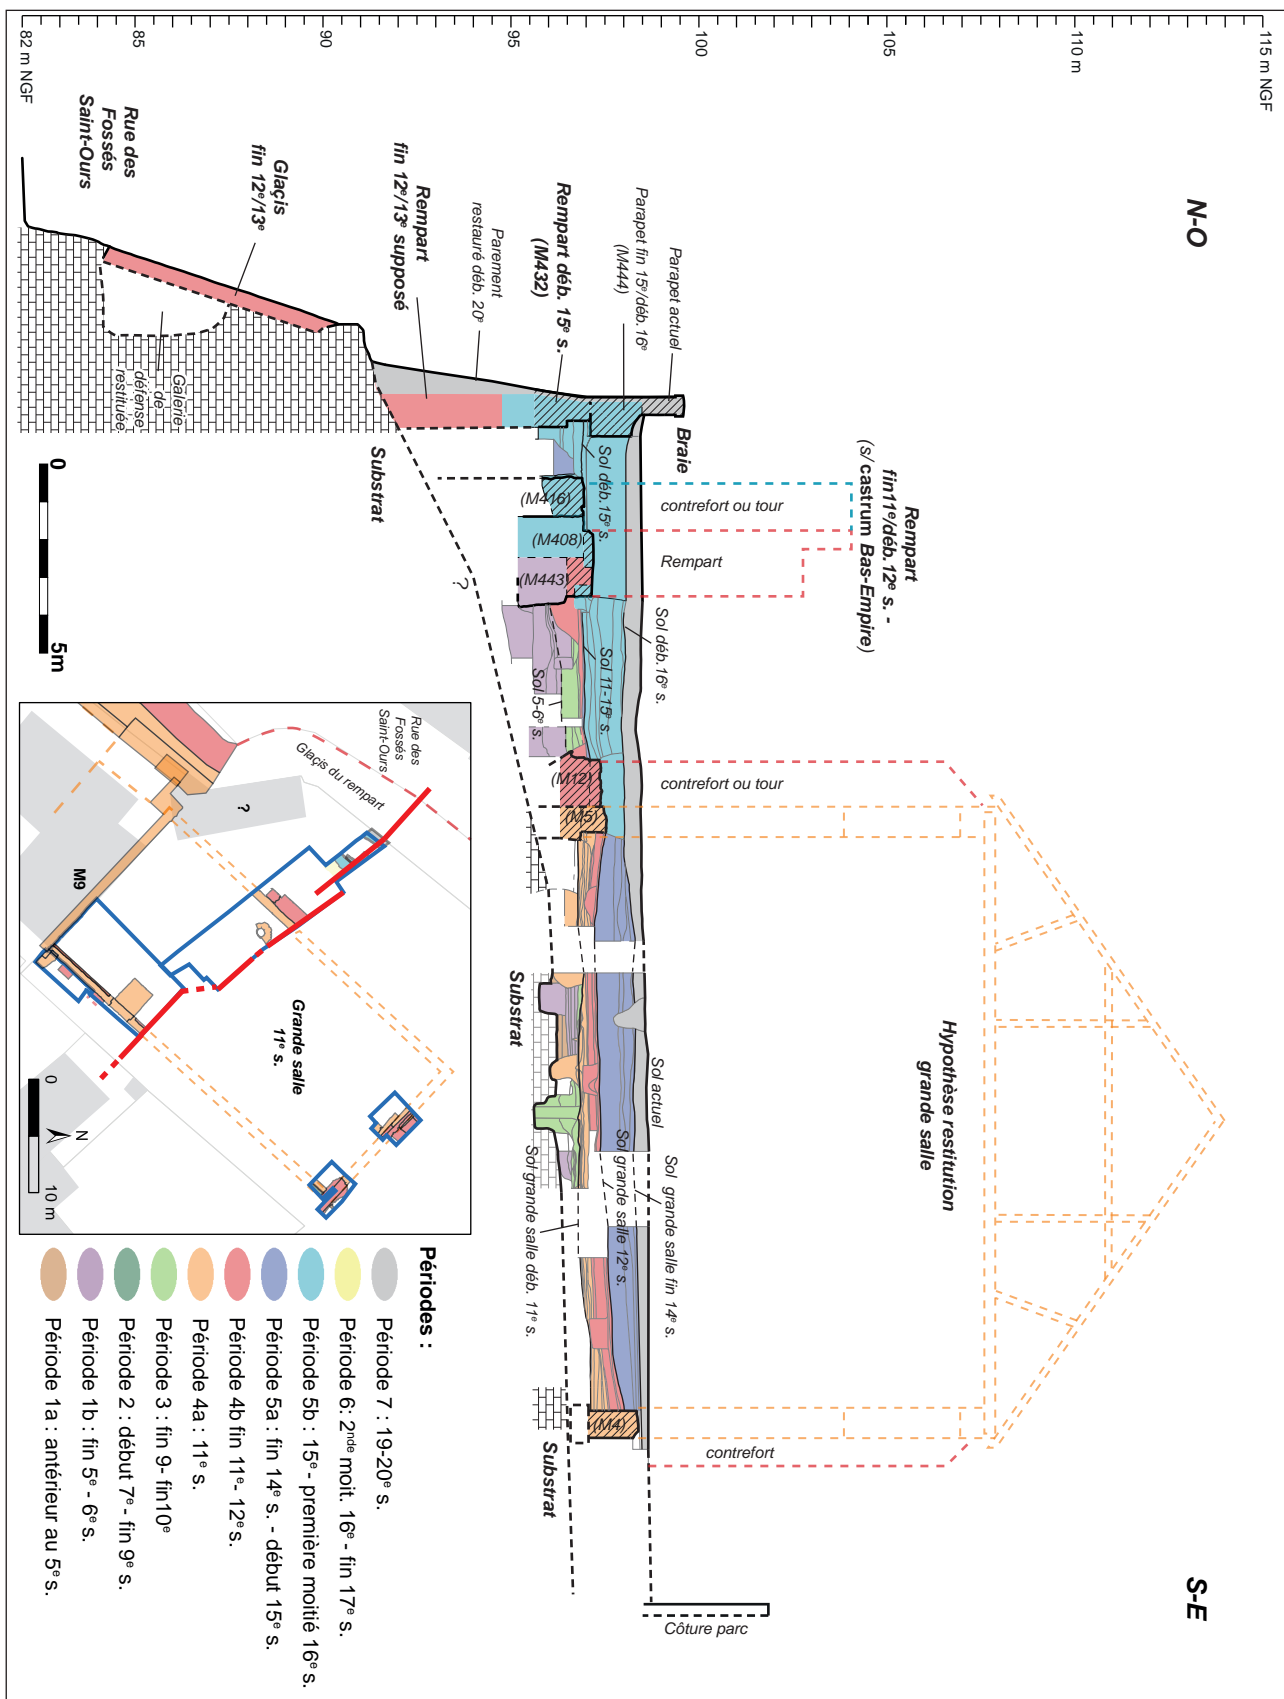 N-O
S-E
115 m NGF
110 m
105
100
95
90
85
82 m NGF
Rue des
Fossés
Saint-Ours
Glaçis
fin 12e/13e
Rempart
fin 12e/13e supposé
Parement
restauré déb. 20e
Rempart déb. 15e s.
(M432)
Parapet fin 15e/déb.16e
(M444)
Parapet actuel
Galerie
de
défense
restituée
Substrat
Braie
Sol déb.15e s.
(M416)
(M408)
(M443)
?
contrefort ou tour
Rempart
Rempart
fin11e/déb.12e s. -
(s/ castrum Bas-Empire)
Sol déb.16e s.
Sol 11-15e s.
Sol 5-6e s.
(M12)
(M5)
contrefort ou tour
Hypothèse restitution
grande salle
Substrat
Sol actuel
Sol grande salle fin 14e s.
Sol grande salle 12e s.
Sol grande salle déb. 11e s.
(M4)
contrefort
Substrat
Côture parc
0
5m
Rue des
Fossés
Saint-Ours
Glaçis du rempart
?
M9
Grande salle
11e s.
N
0
10 m
Périodes :
Période 7 : 19-20e s.
Période 6 : 2nde moit. 16e - fin 17e s.
Période 5b : 15e - première moitié 16e s.
Période 5a : fin 14e s. - début 15e s.
Période 4b fin 11e- 12e s.
Période 4a : 11e s.
Période 3 : fin 9- fin10e
Période 2 : début 7e - fin 9e s.
Période 1b : fin 5e - 6e s.
Période 1a : antérieur au 5e s.